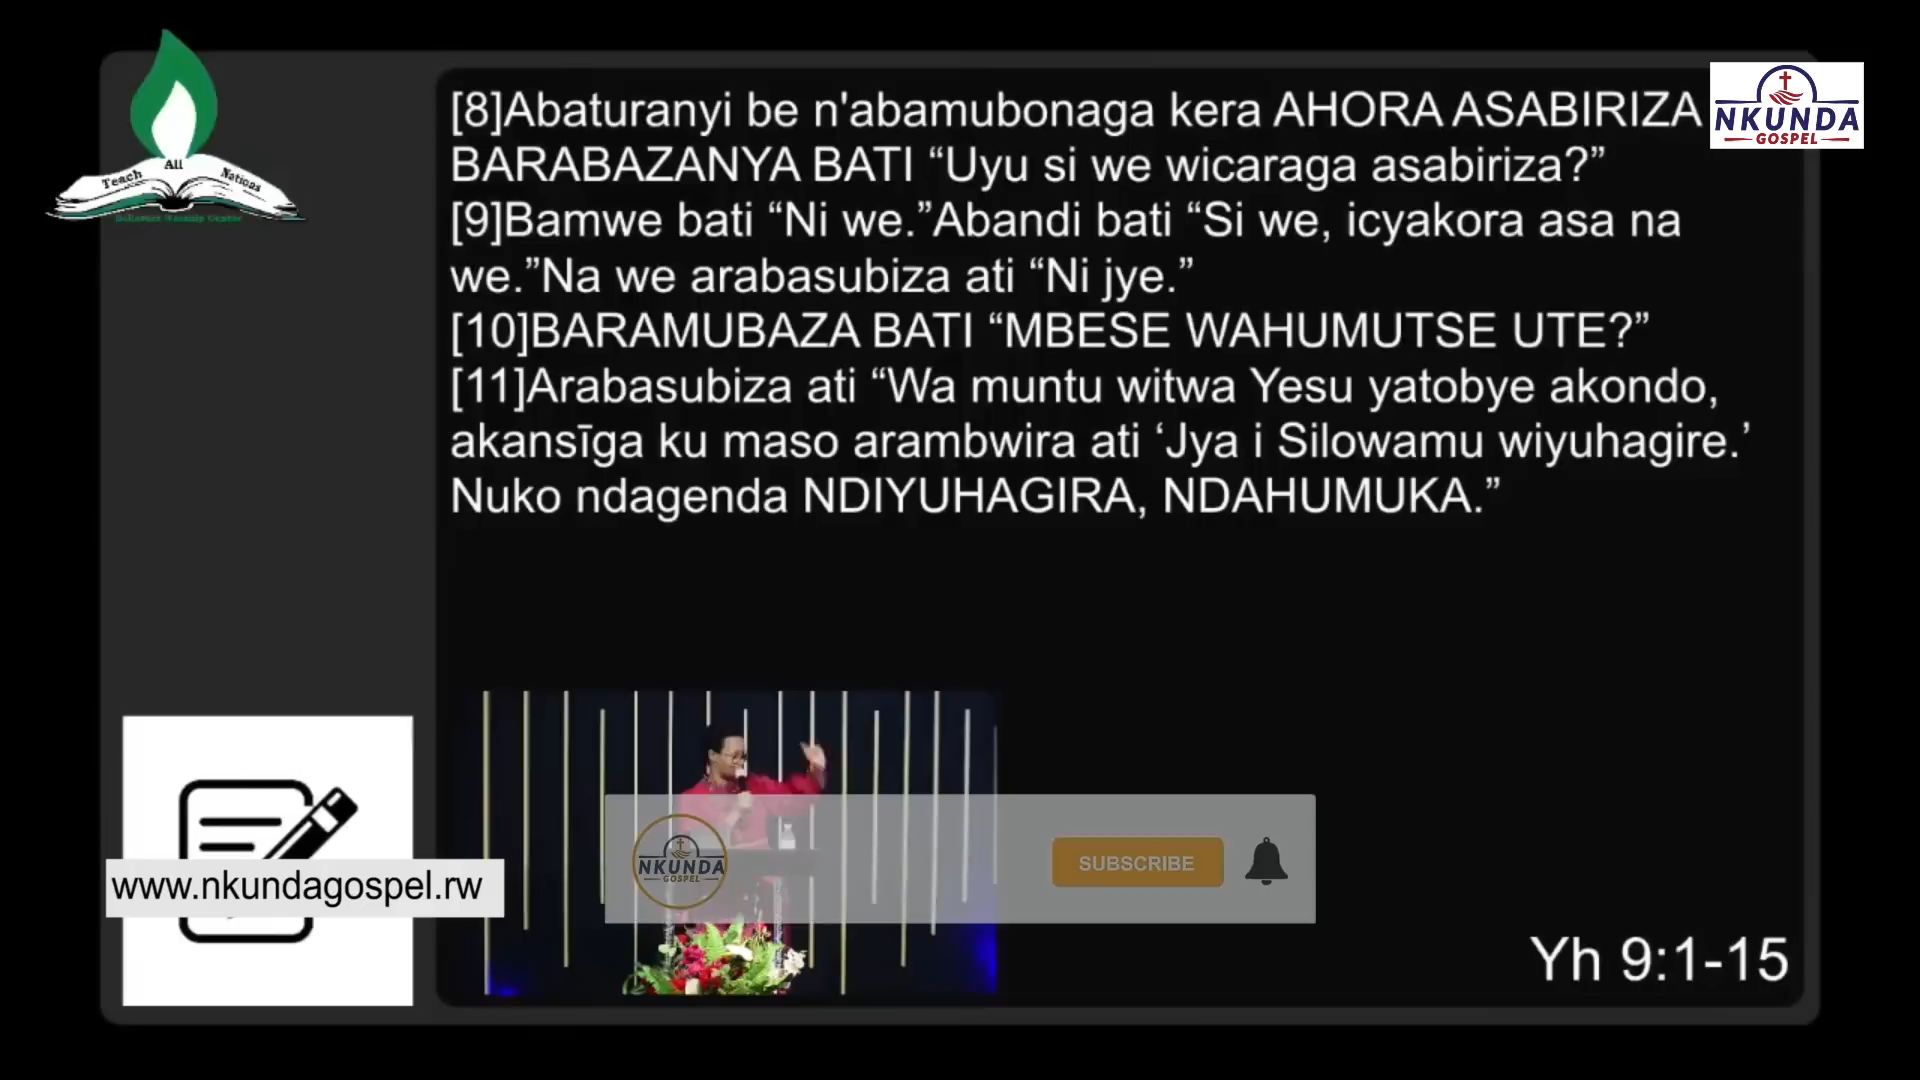 Teach All Nations
Believers Worship Center
NKUNDA
GOSPEL
[8]Abaturanyi be n'abamubonaga kera AHORA ASABIRIZA
BARABAZANYA BATI “Uyu si we wicaraga asabiriza?”
[9]Bamwe bati “Ni we.”Abandi bati “Si we, icyakora asa na
we.”Na we arabasubiza ati “Ni jye.”
[10]BARAMUBAZA BATI “MBESE WAHUMUTSE UTE?”
[11]Arabasubiza ati “Wa muntu witwa Yesu yatobye akondo,
akansīga ku maso arambwira ati ‘Jya i Silowamu wiyuhagire.’
Nuko ndagenda NDIYUHAGIRA, NDAHUMUKA.”
NKUNDA
GOSPEL
SUBSCRIBE
www.nkundagospel.rw
Yh 9:1-15